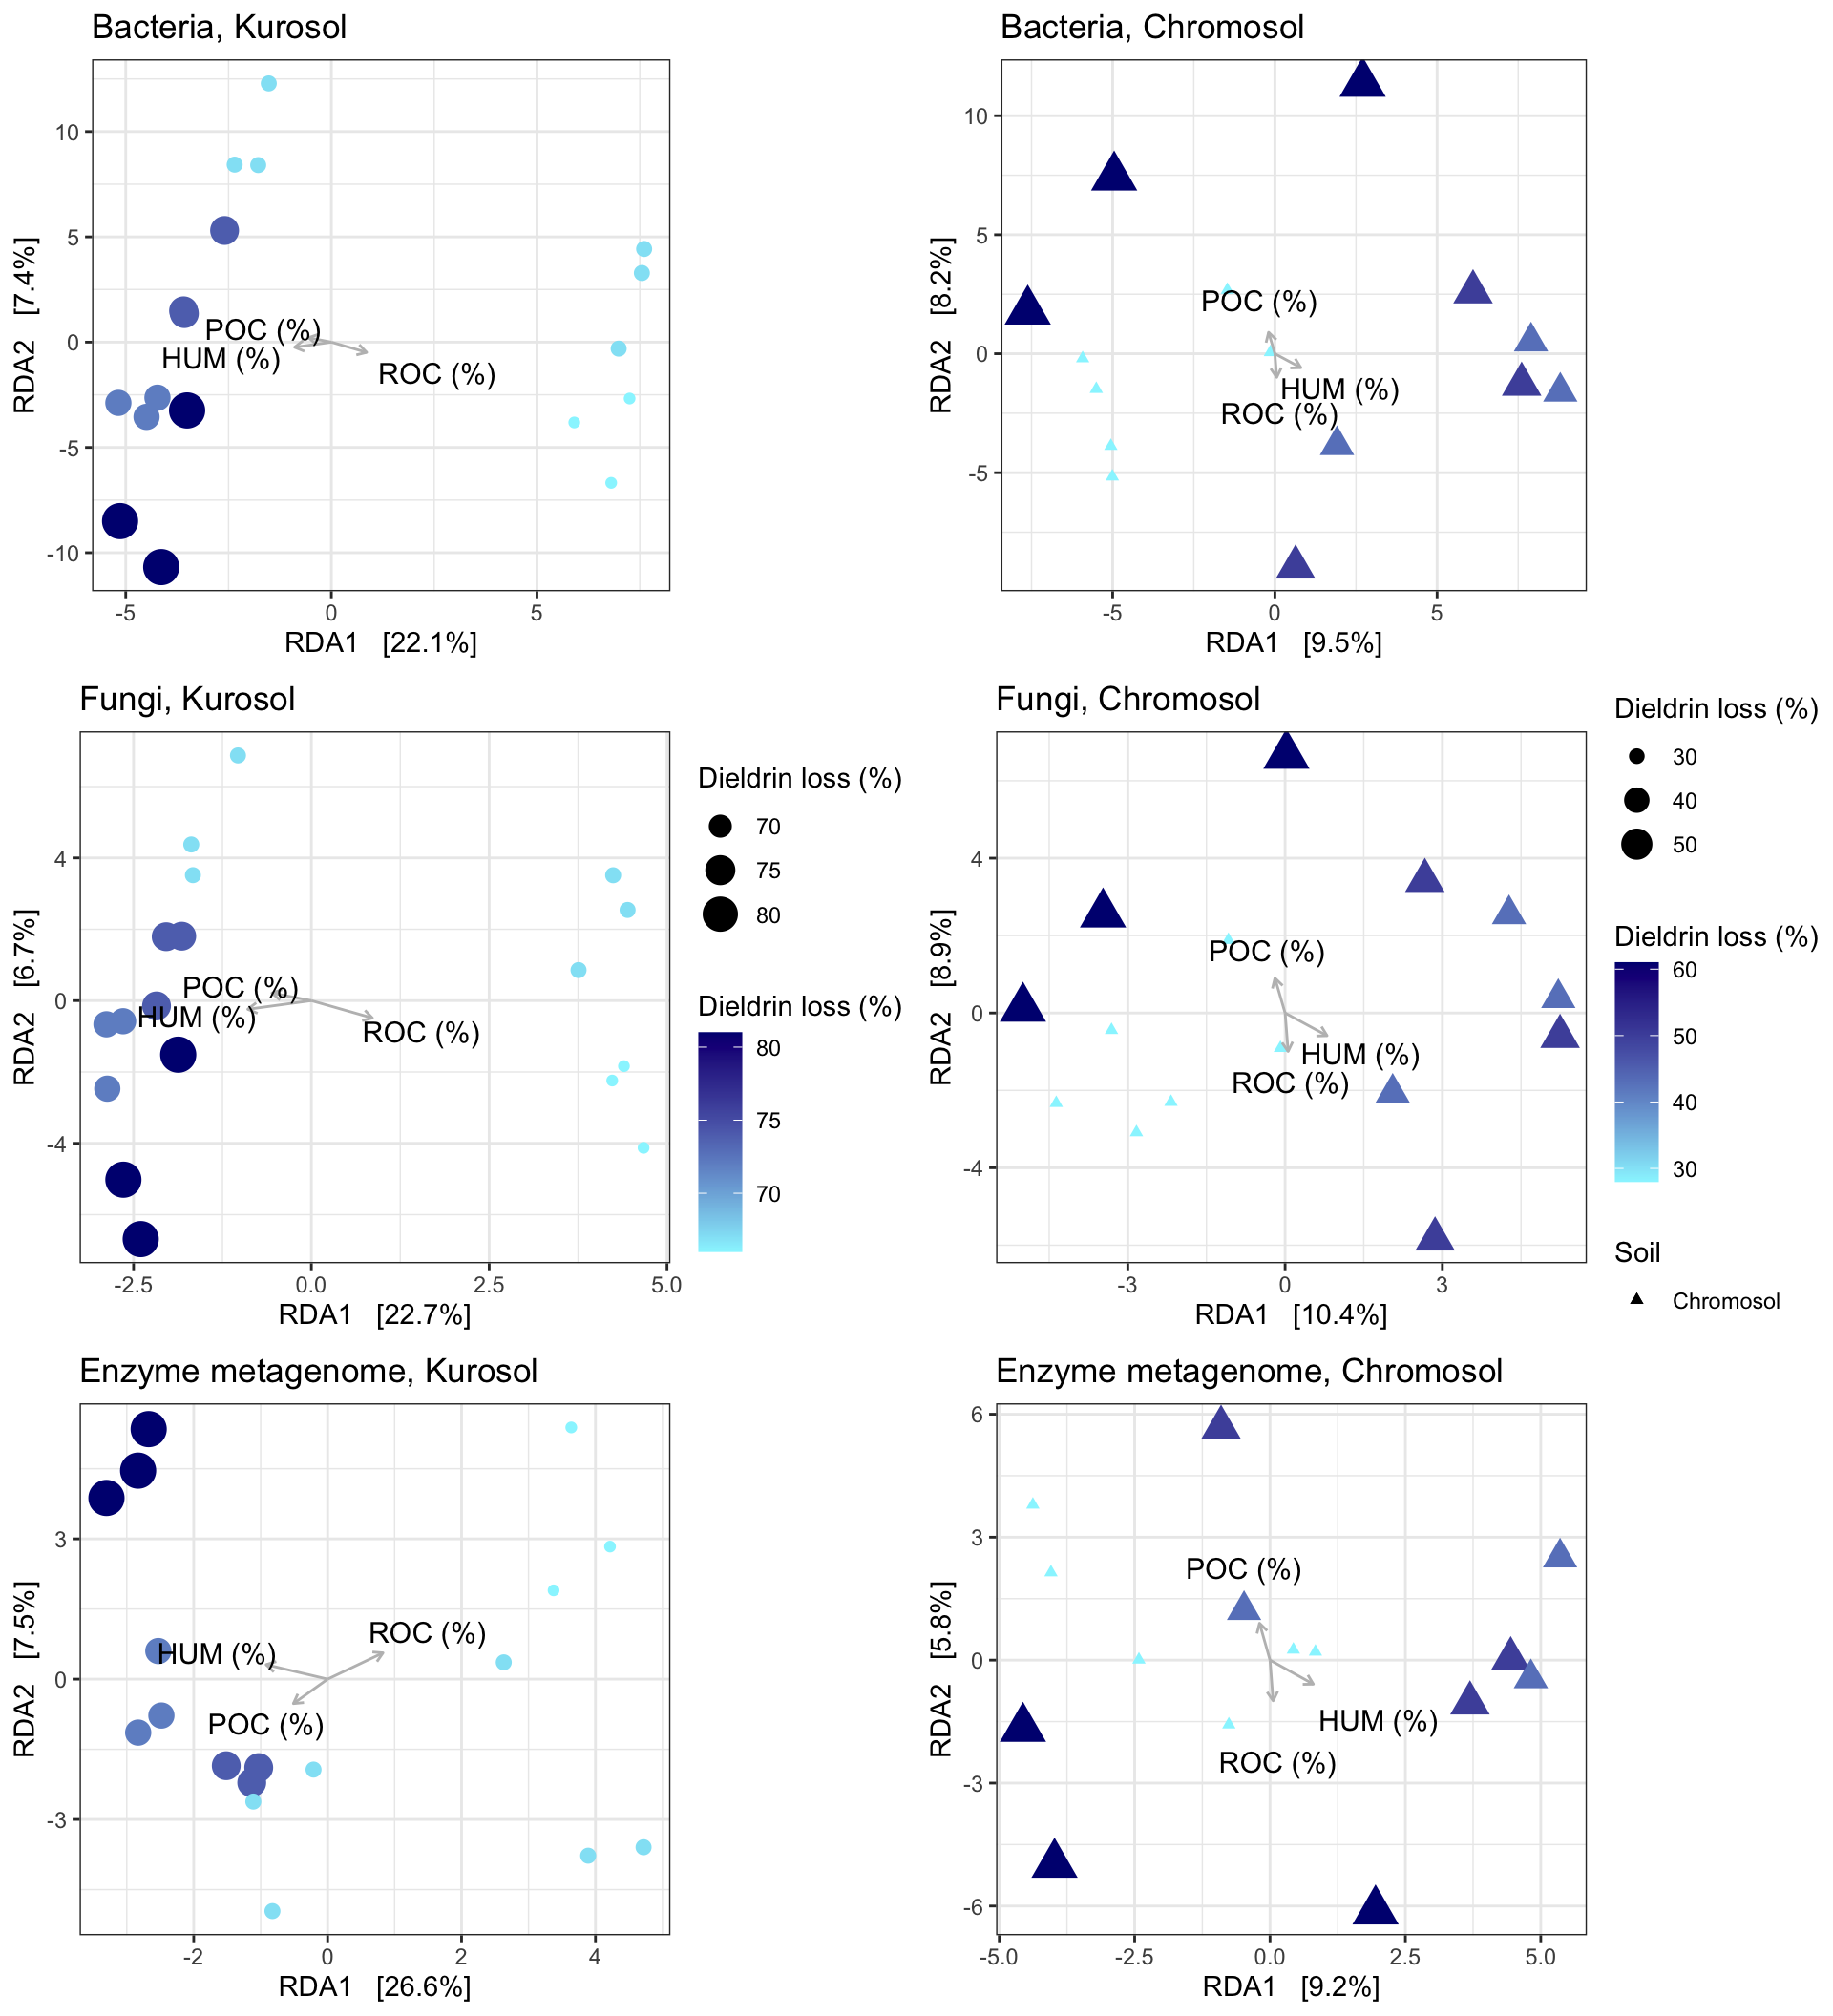 Bacteria, Kurosol
10
5
0
-5
-10
RDA2 [7.4%]
POC (%)
HUM (%)
ROC (%)
-5
0
5
RDA1 [22.1%]
Bacteria, Chromosol
10
5
0
-5
RDA2 [8.2%]
POC (%)
HUM (%)
ROC (%)
-5
0
5
RDA1 [9.5%]
Fungi, Kurosol
4
0
-4
RDA2 [6.7%]
POC (%)
HUM (%)
ROC (%)
-2.5
0.0
2.5
5.0
RDA1 [22.7%]
Dieldrin loss (%)
70
75
80
Dieldrin loss (%)
80
75
70
Fungi, Chromosol
4
0
-4
RDA2 [8.9%]
POC (%)
HUM (%)
ROC (%)
-3
0
3
RDA1 [10.4%]
Dieldrin loss (%)
30
40
50
Dieldrin loss (%)
60
50
40
30
Soil
Chromosol
Enzyme metagenome, Kurosol
3
0
-3
RDA2 [7.5%]
ROC (%)
HUM (%)
POC (%)
-2
0
2
4
RDA1 [26.6%]
Enzyme metagenome, Chromosol
6
3
0
-3
-6
RDA2 [5.8%]
POC (%)
HUM (%)
ROC (%)
-5.0
-2.5
0.0
2.5
5.0
RDA1 [9.2%]